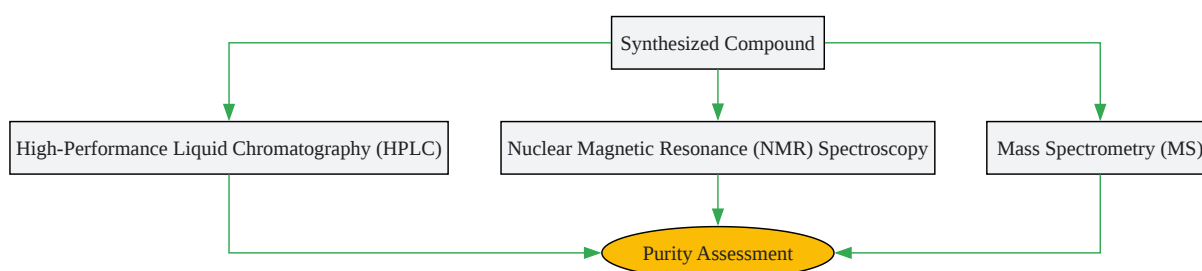 Synthesized Compound
High-Performance Liquid Chromatography (HPLC)
Nuclear Magnetic Resonance (NMR) Spectroscopy
Mass Spectrometry (MS)
Purity Assessment